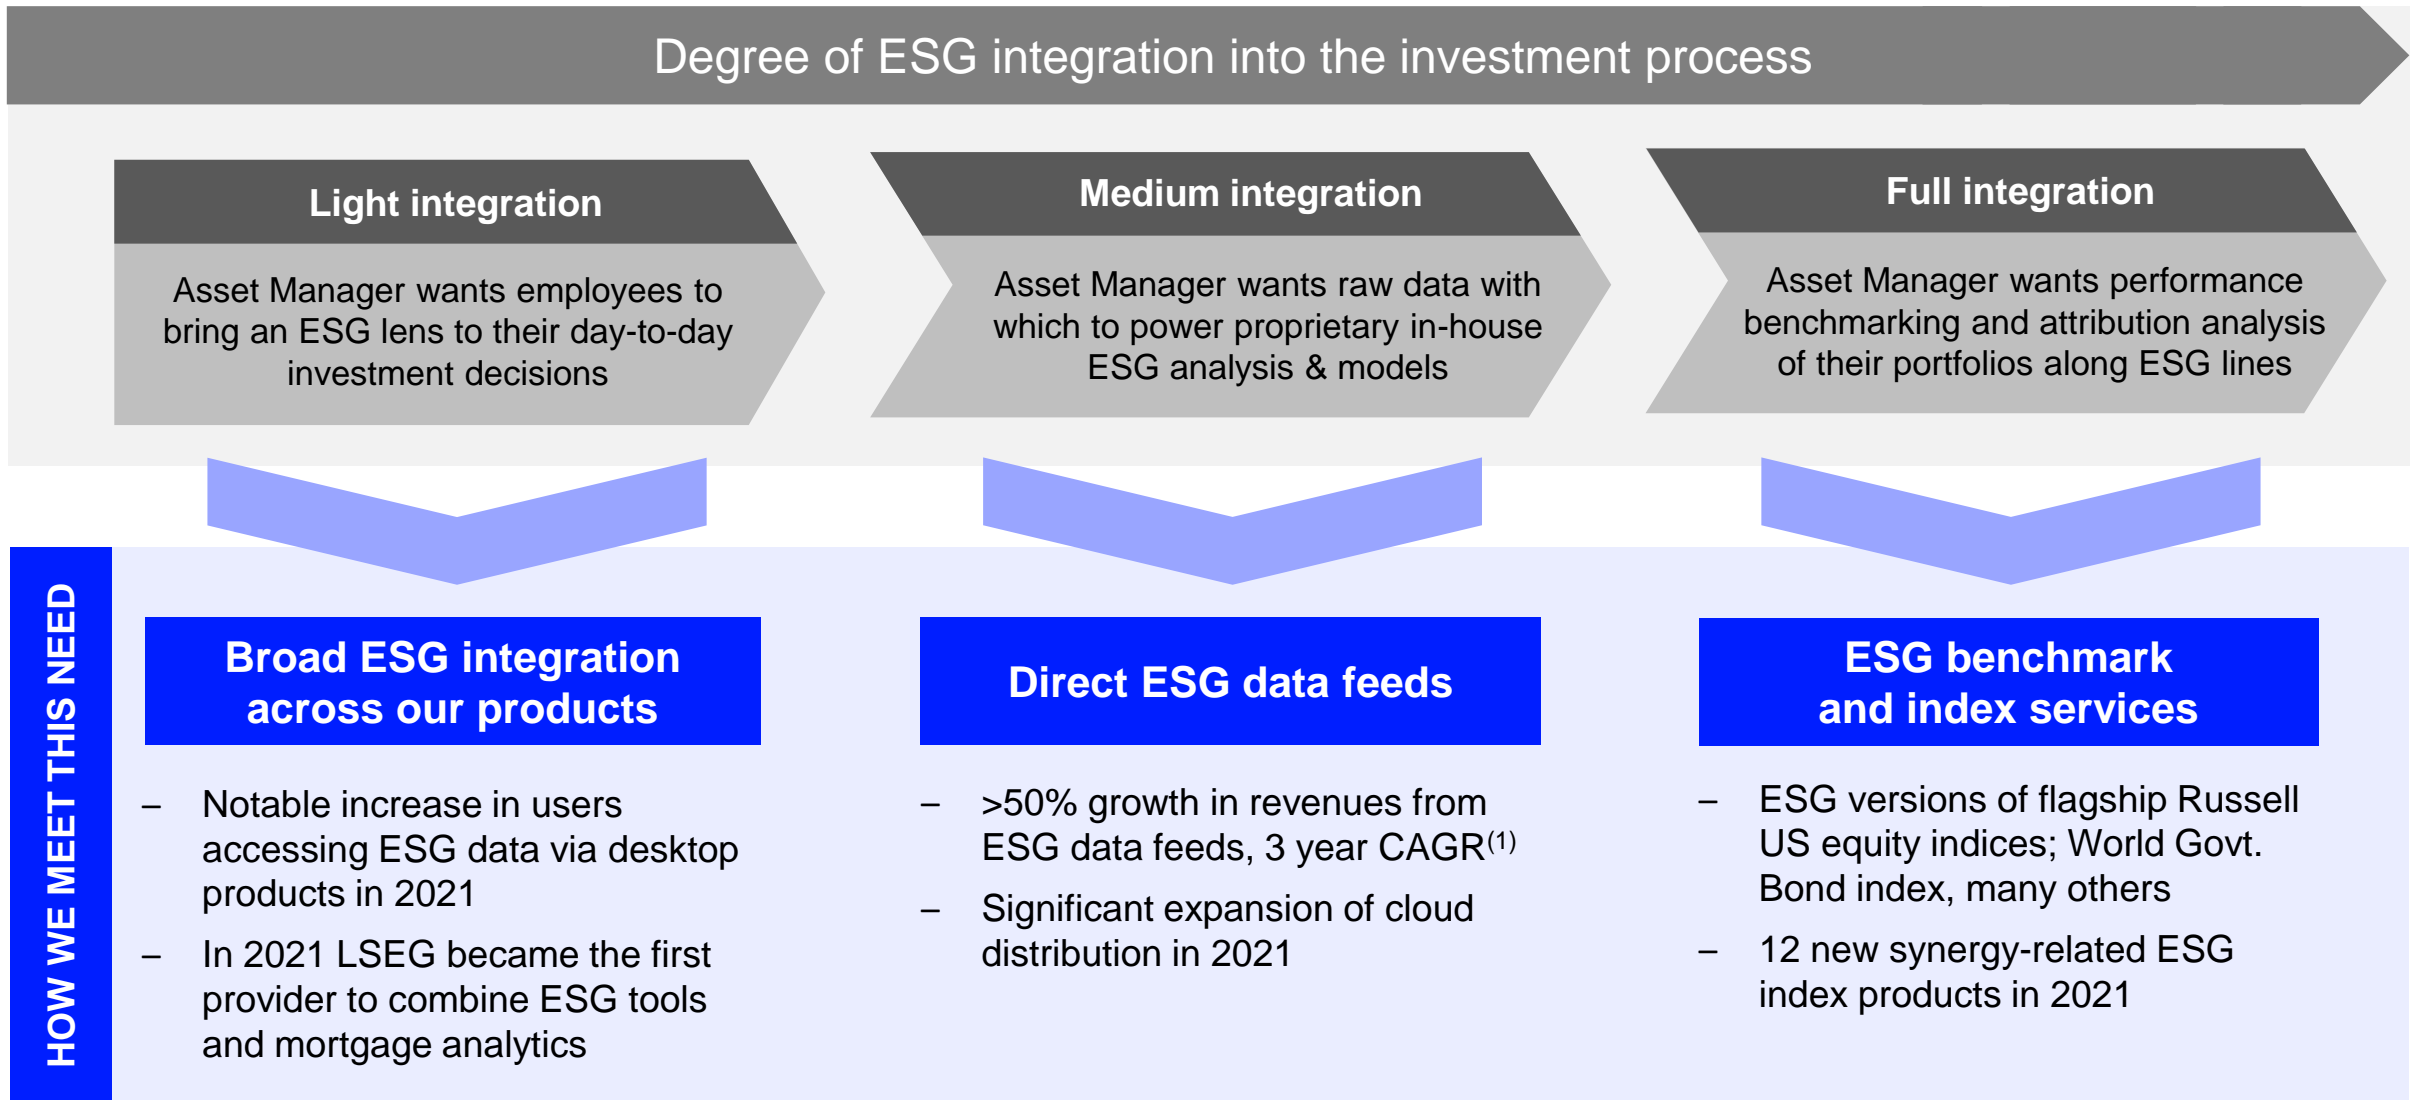 Degree of ESG integration into the investment process
Light integration
Asset Manager wants employees to
bring an ESG lens to their day-to-day
investment decisions
Medium integration
Asset Manager wants raw data with
which to power proprietary in-house
ESG analysis & models
Full integration
Asset Manager wants performance
benchmarking and attribution analysis
of their portfolios along ESG lines
HOW WE MEET THIS NEED
Broad ESG integration
across our products
– Notable increase in users
accessing ESG data via desktop
products in 2021
– In 2021 LSEG became the first
provider to combine ESG tools
and mortgage analytics
Direct ESG data feeds
– >50% growth in revenues from
ESG data feeds, 3 year CAGR(1)
– Significant expansion of cloud
distribution in 2021
ESG benchmark
and index services
– ESG versions of flagship Russell
US equity indices; World Govt.
Bond index, many others
– 12 new synergy-related ESG
index products in 2021